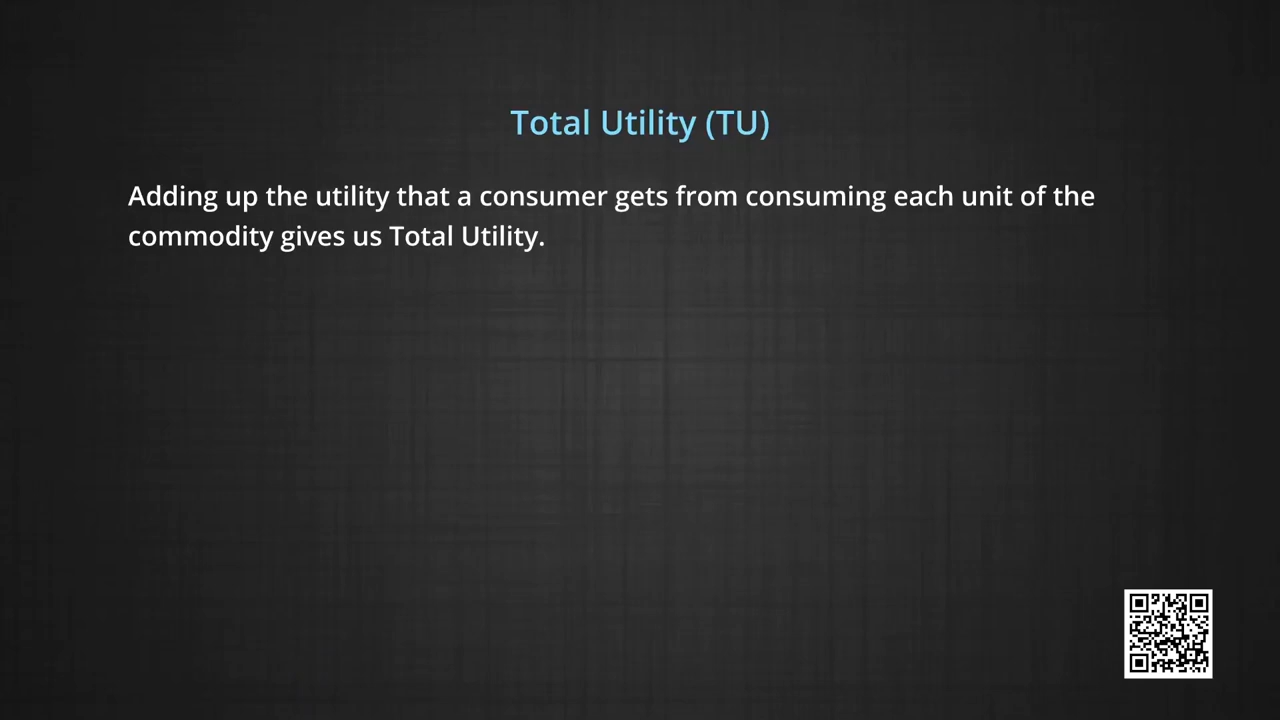 Total Utility (TU)
Adding up the utility that a consumer gets from consuming each unit of the
commodity gives us Total Utility.